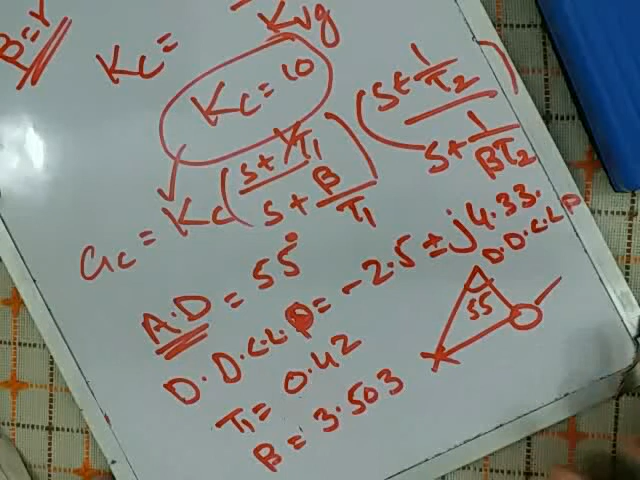 B=γ
Kc = Kvg
Kc = 10
Gc = Kc ( s + 1/T1 / s + β/T1 ) ( s + 1/T2 / s + 1/βT2 )
A.D = 55°
D.D.C.L.P = -2.5 ± j4.33.
D.D.C.L.P
55
T1 = 0.42
β = 3.503